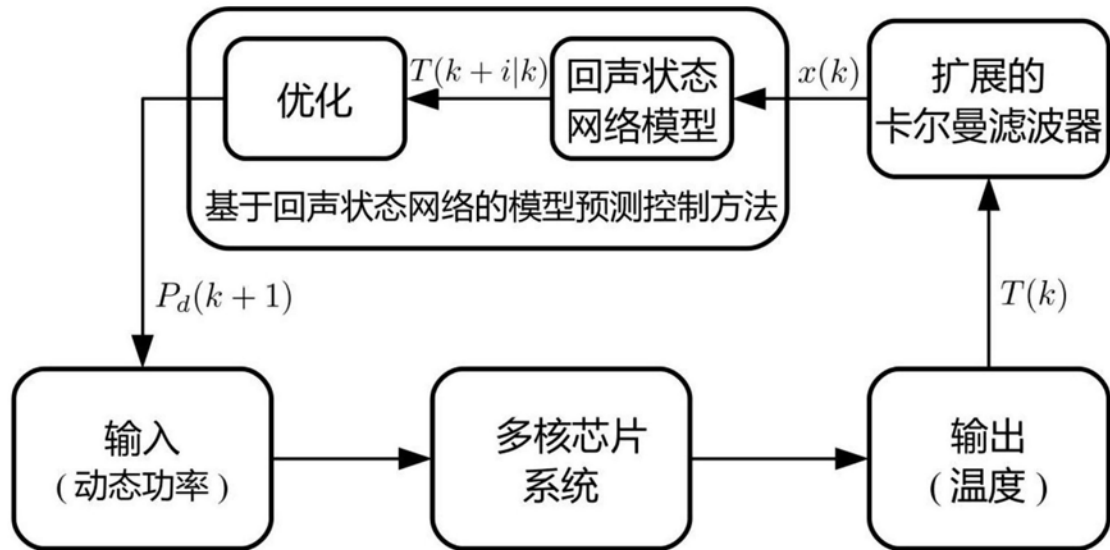 优化
T(k + i|k)
回声状态
网络模型
x(k)
扩展的
卡尔曼滤波器
基于回声状态网络的模型预测控制方法
P_d(k + 1)
T(k)
输入
(动态功率)
多核芯片
系统
输出
(温度)